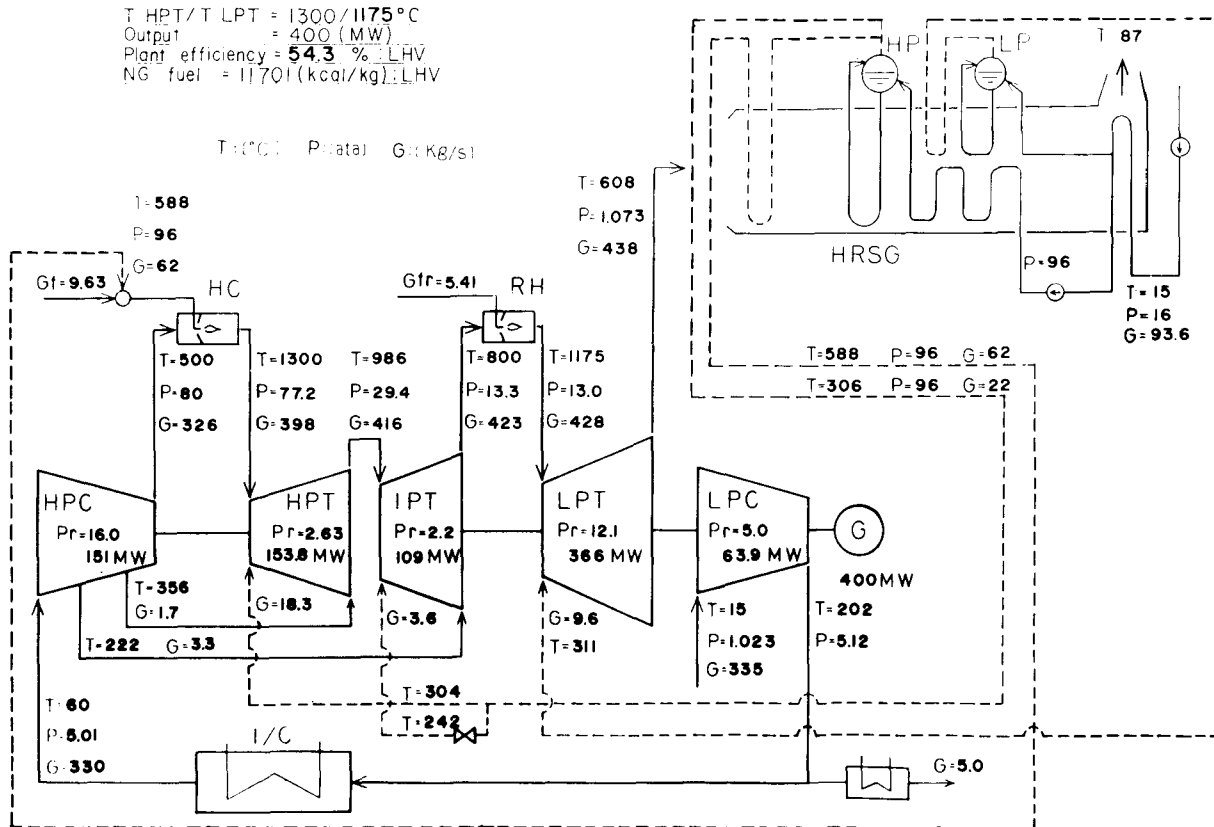 T HPT/T LPT = 1300/1175°C
Output = 400 (MW)
Plant efficiency = 54.3 % :LHV
NG fuel = 11701 (kcal/kg):LHV
T:(°C) P:(ata) G:(Kg/s)
HP
LP
T 87
T=588
P=96
G=62
T=608
P=1.073
G=438
HRSG
P=96
T=15
P=16
G=93.6
Gf=9.63
HC
Gfr=5.41
RH
T=500
P=80
G=326
T=1300
P=77.2
G=398
T=986
P=29.4
G=416
T=800
P=13.3
G=423
T=1175
P=13.0
G=428
T=588 P=96 G=62
T=306 P=96 G=22
HPC
Pr=16.0
151 MW
HPT
Pr=2.63
153.8 MW
IPT
Pr=2.2
109 MW
LPT
Pr=12.1
366 MW
LPC
Pr=5.0
63.9 MW
G
400MW
T=356
G=1.7
G=18.3
G=3.6
G=9.6
T=311
T=15
P=1.023
G=335
T=202
P=5.12
T=222 G=3.3
T=304
T=242
T=60
P=5.01
G=330
I/C
G=5.0